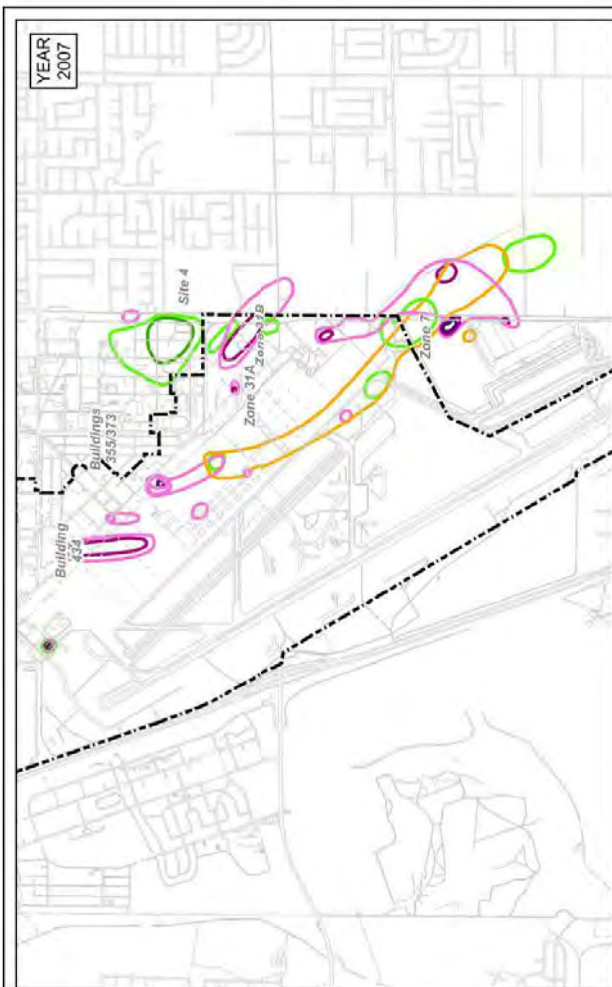 YEAR
2007
Site 4
Zone 31B
Zone 31A
Zone 7
Buildings
355/373
Building
434